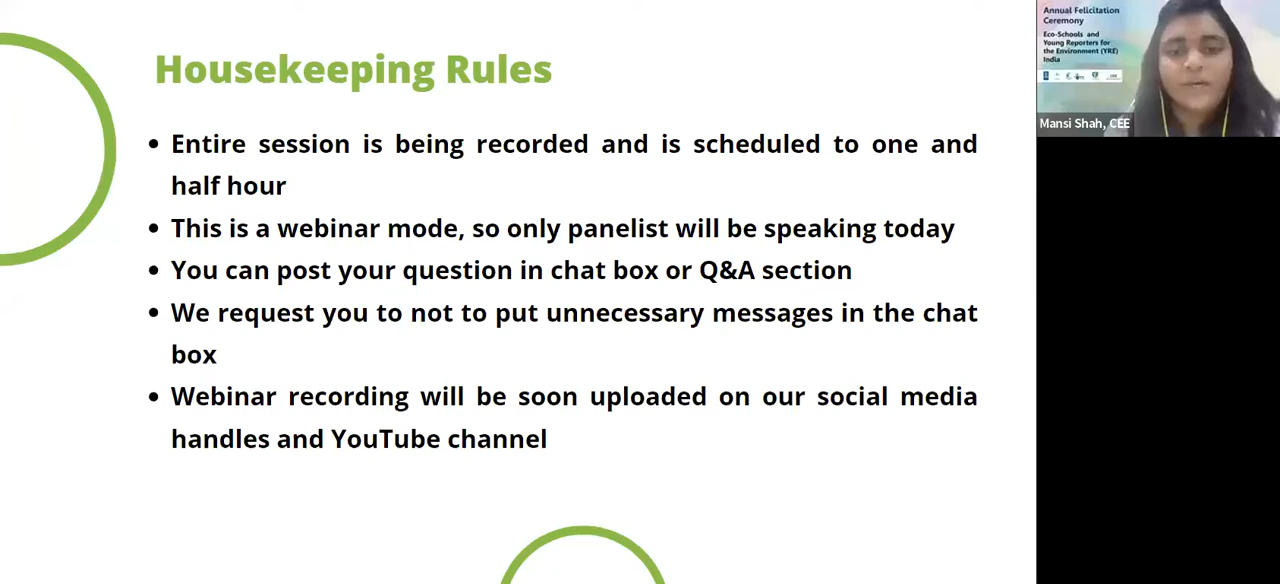 Housekeeping Rules
• Entire session is being recorded and is scheduled to one and
half hour
• This is a webinar mode, so only panelist will be speaking today
• You can post your question in chat box or Q&A section
• We request you to not to put unnecessary messages in the chat
box
• Webinar recording will be soon uploaded on our social media
handles and YouTube channel
Annual Felicitation
Ceremony
Eco-Schools and
Young Reporters for
the Environment (YRE)
India
Mansi Shah, CEE